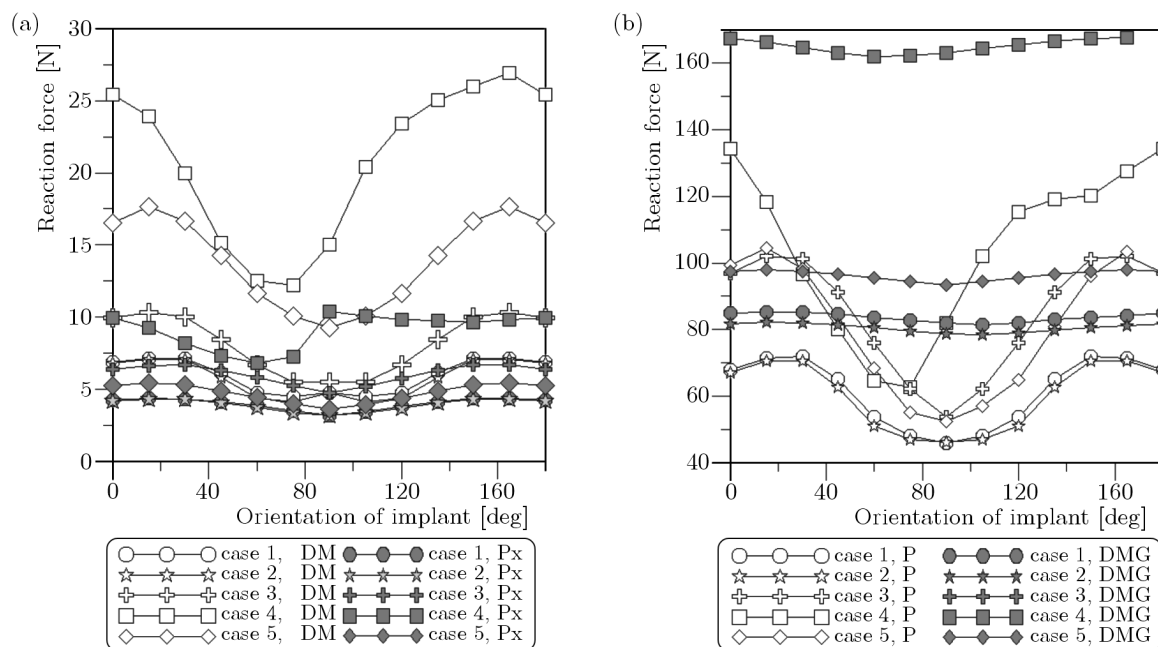 (a)
Reaction force [N]
30
25
20
15
10
5
0
0 40 80 120 160
Orientation of implant [deg]
case 1, DM case 1, Px
case 2, DM case 2, Px
case 3, DM case 3, Px
case 4, DM case 4, Px
case 5, DM case 5, Px
(b)
Reaction force [N]
160
140
120
100
80
60
40
0 40 80 120 160
Orientation of implant [deg]
case 1, P case 1, DMG
case 2, P case 2, DMG
case 3, P case 3, DMG
case 4, P case 4, DMG
case 5, P case 5, DMG